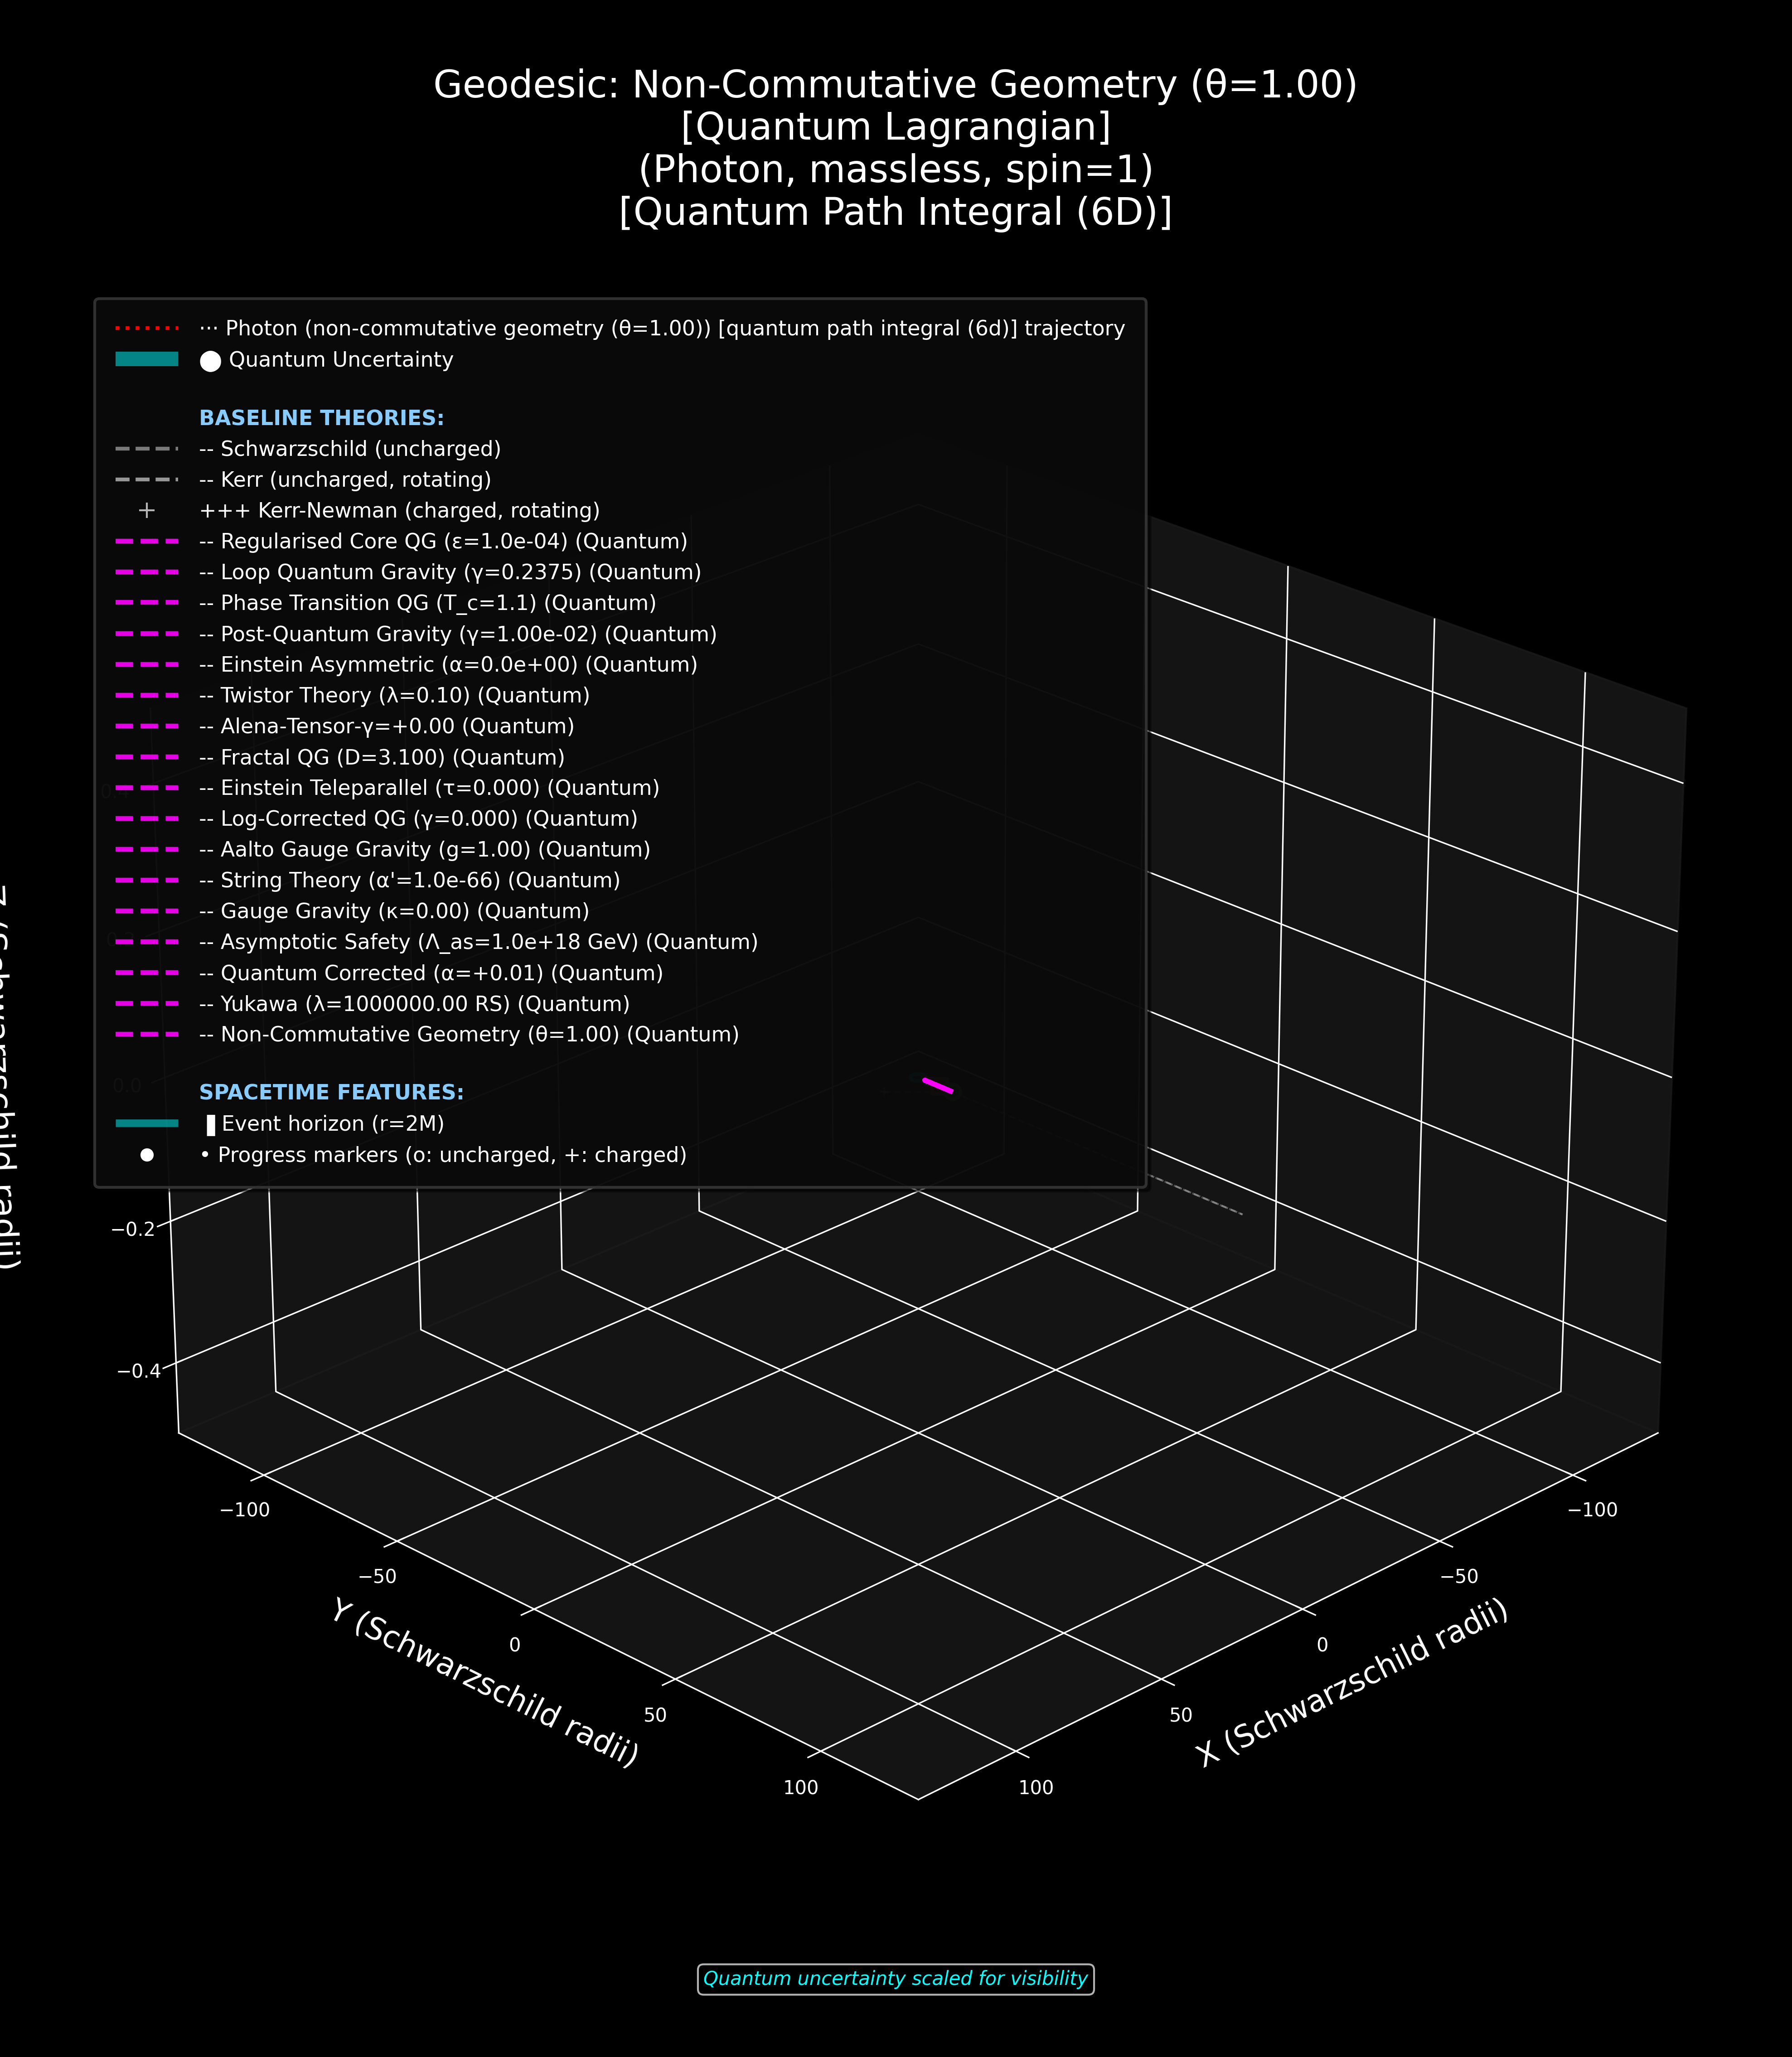 Geodesic: Non-Commutative Geometry (θ=1.00)
[Quantum Lagrangian]
(Photon, massless, spin=1)
[Quantum Path Integral (6D)]
··· Photon (non-commutative geometry (θ=1.00)) [quantum path integral (6d)] trajectory
⬤ Quantum Uncertainty
BASELINE THEORIES:
-- Schwarzschild (uncharged)
-- Kerr (uncharged, rotating)
+++ Kerr-Newman (charged, rotating)
-- Regularised Core QG (ε=1.0e-04) (Quantum)
-- Loop Quantum Gravity (γ=0.2375) (Quantum)
-- Phase Transition QG (T_c=1.1) (Quantum)
-- Post-Quantum Gravity (γ=1.00e-02) (Quantum)
-- Einstein Asymmetric (α=0.0e+00) (Quantum)
-- Twistor Theory (λ=0.10) (Quantum)
-- Alena-Tensor-γ=+0.00 (Quantum)
-- Fractal QG (D=3.100) (Quantum)
-- Einstein Teleparallel (τ=0.000) (Quantum)
-- Log-Corrected QG (γ=0.000) (Quantum)
-- Aalto Gauge Gravity (g=1.00) (Quantum)
-- String Theory (α'=1.0e-66) (Quantum)
-- Gauge Gravity (κ=0.00) (Quantum)
-- Asymptotic Safety (Λ_as=1.0e+18 GeV) (Quantum)
-- Quantum Corrected (α=+0.01) (Quantum)
-- Yukawa (λ=1000000.00 RS) (Quantum)
-- Non-Commutative Geometry (θ=1.00) (Quantum)
SPACETIME FEATURES:
▐ Event horizon (r=2M)
• Progress markers (o: uncharged, +: charged)
0.0
−0.2
−0.4
Z (Schwarzschild radii)
−100
−50
0
50
100
Y (Schwarzschild radii)
−100
−50
0
50
100
X (Schwarzschild radii)
Quantum uncertainty scaled for visibility